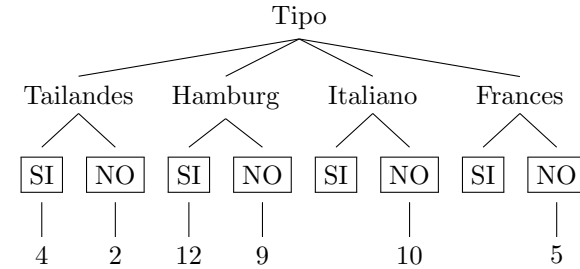 Tipo
Tailandes Hamburg Italiano Frances
SI NO SI NO SI NO SI NO
4 2 12 9 10 5